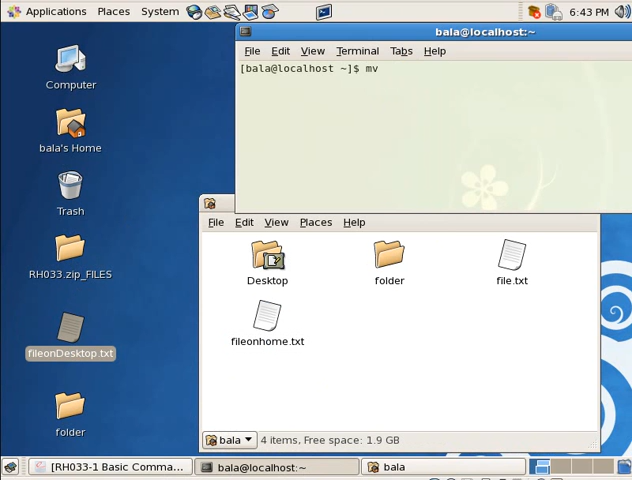 Applications Places System
6:43 PM
bala@localhost:~
File Edit View Terminal Tabs Help
[bala@localhost ~]$ mv
Computer
bala's Home
Trash
RH033.zip_FILES
fileonDesktop.txt
folder
File Edit View Places Help
Desktop
folder
file.txt
fileonhome.txt
bala
4 items, Free space: 1.9 GB
[RH033-1 Basic Comma...
bala@localhost:~
bala